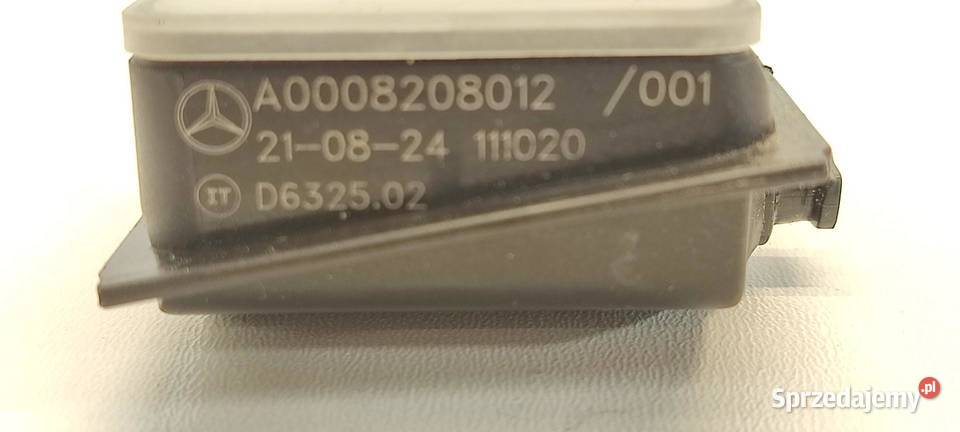 A0008208012 /001
21-08-24 111020
IT D6325.02
Sprzedajemy.pl